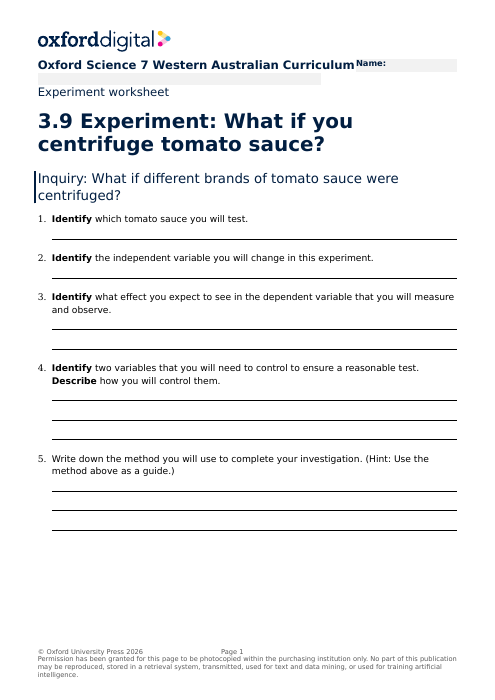 oxforddigital
Oxford Science 7 Western Australian Curriculum Name:
Experiment worksheet
3.9 Experiment: What if you
centrifuge tomato sauce?
Inquiry: What if different brands of tomato sauce were
centrifuged?
1. Identify which tomato sauce you will test.
2. Identify the independent variable you will change in this experiment.
3. Identify what effect you expect to see in the dependent variable that you will measure
and observe.
4. Identify two variables that you will need to control to ensure a reasonable test.
Describe how you will control them.
5. Write down the method you will use to complete your investigation. (Hint: Use the
method above as a guide.)
© Oxford University Press 2026 Page 1
Permission has been granted for this page to be photocopied within the purchasing institution only. No part of this publication
may be reproduced, stored in a retrieval system, transmitted, used for text and data mining, or used for training artificial
intelligence.